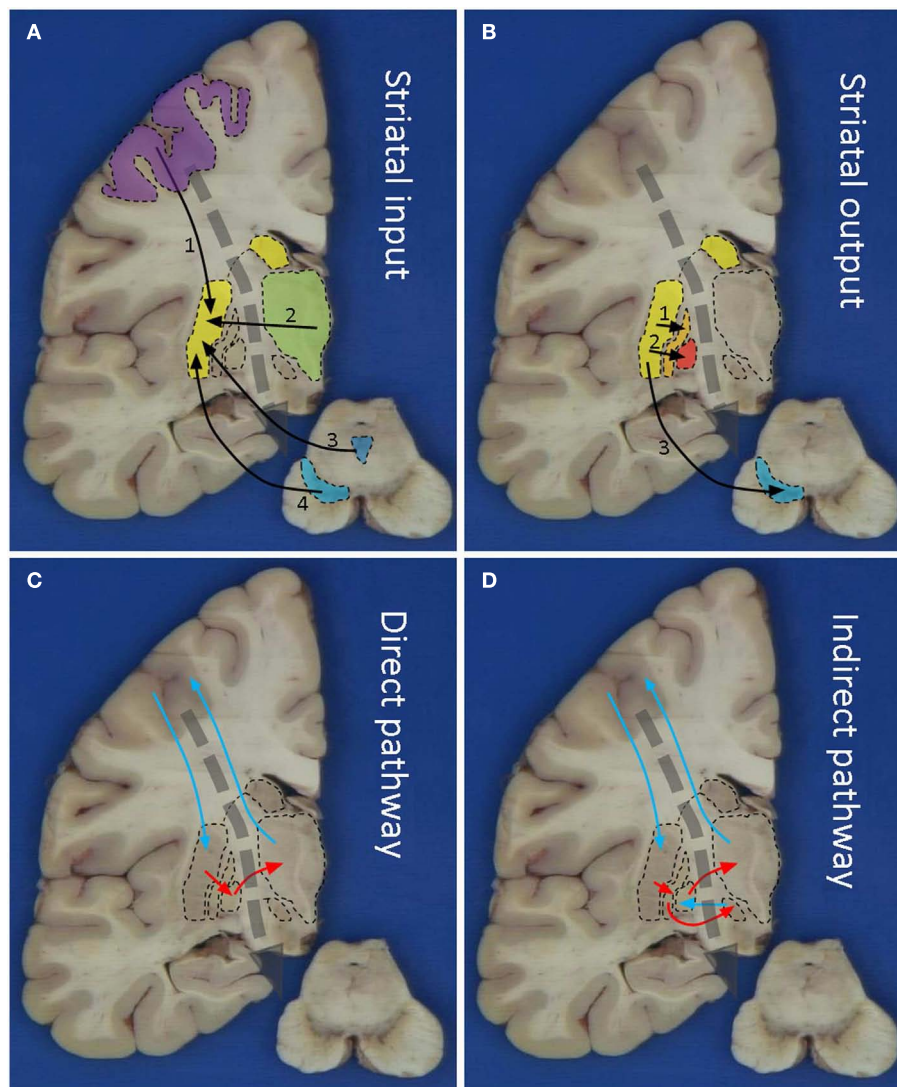 A
Striatal input
1
2
3
4
B
Striatal output
1
2
3
C
Direct pathway
D
Indirect pathway